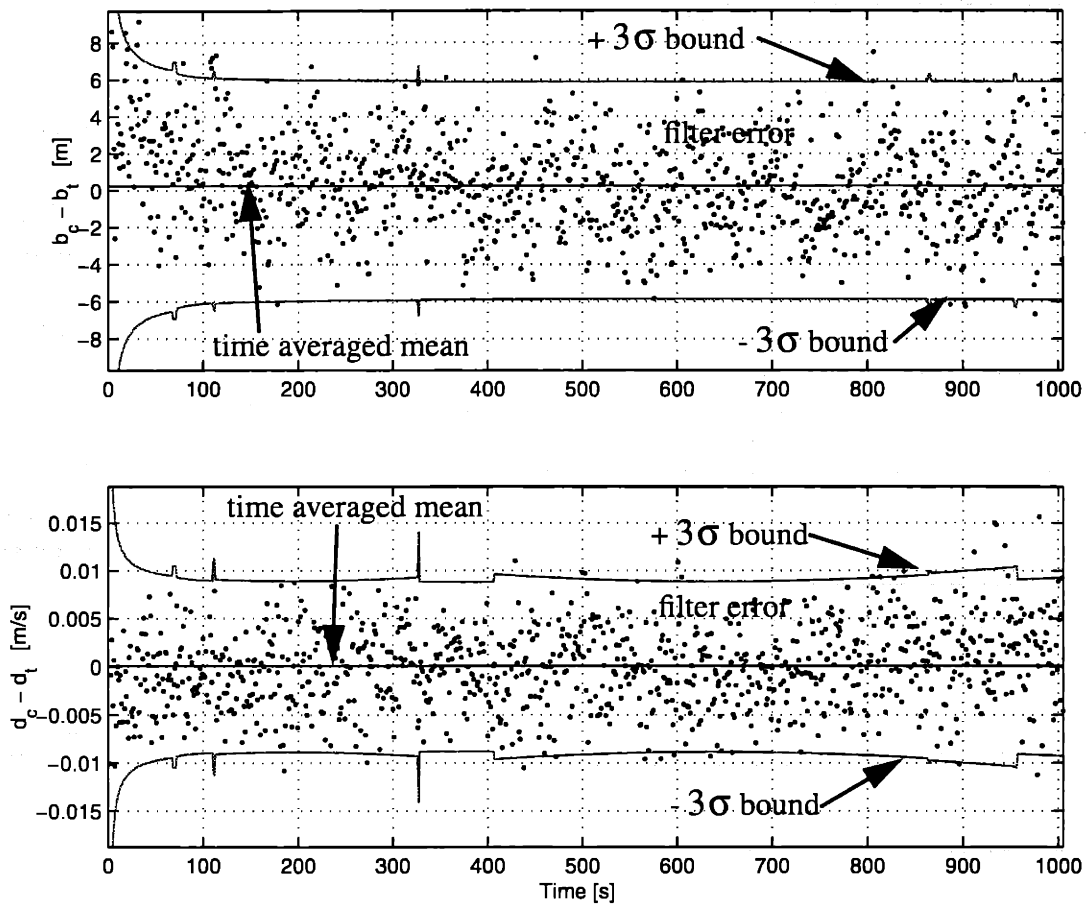 8
6
4
2
0
−2
−4
−6
−8
b_c − b_t [m]
+ 3σ bound
filter error
time averaged mean
- 3σ bound
0 100 200 300 400 500 600 700 800 900 1000
0.015
0.01
0.005
0
−0.005
−0.01
−0.015
d_c − d_t [m/s]
time averaged mean
+ 3σ bound
filter error
- 3σ bound
0 100 200 300 400 500 600 700 800 900 1000
Time [s]